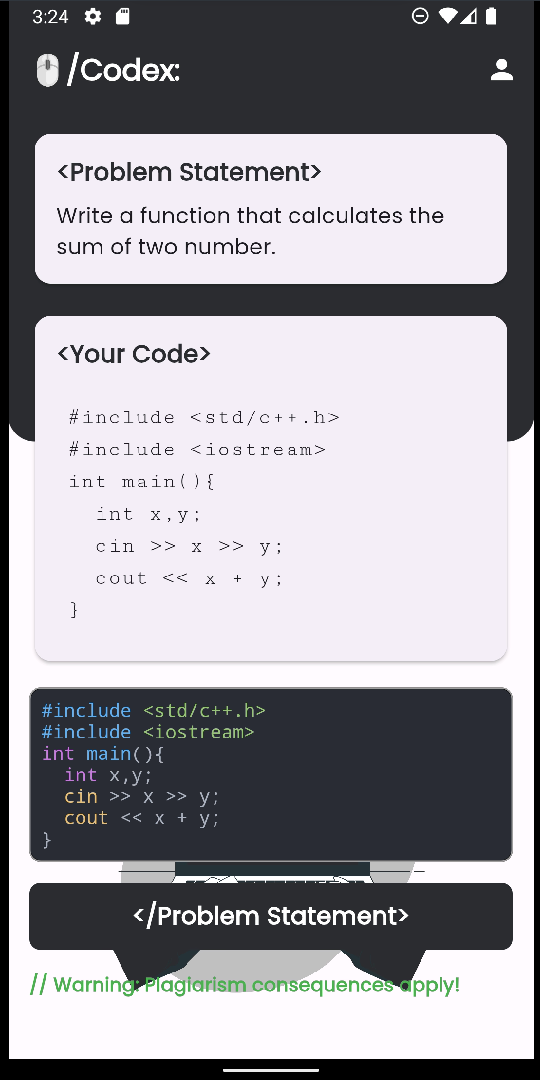 3:24
/Codex:
<Problem Statement>
Write a function that calculates the
sum of two number.
<Your Code>
#include <std/c++.h>
#include <iostream>
int main(){
  int x,y;
  cin >> x >> y;
  cout << x + y;
}
#include <std/c++.h>
#include <iostream>
int main(){
  int x,y;
  cin >> x >> y;
  cout << x + y;
}
</Problem Statement>
// Warning: Plagiarism consequences apply!